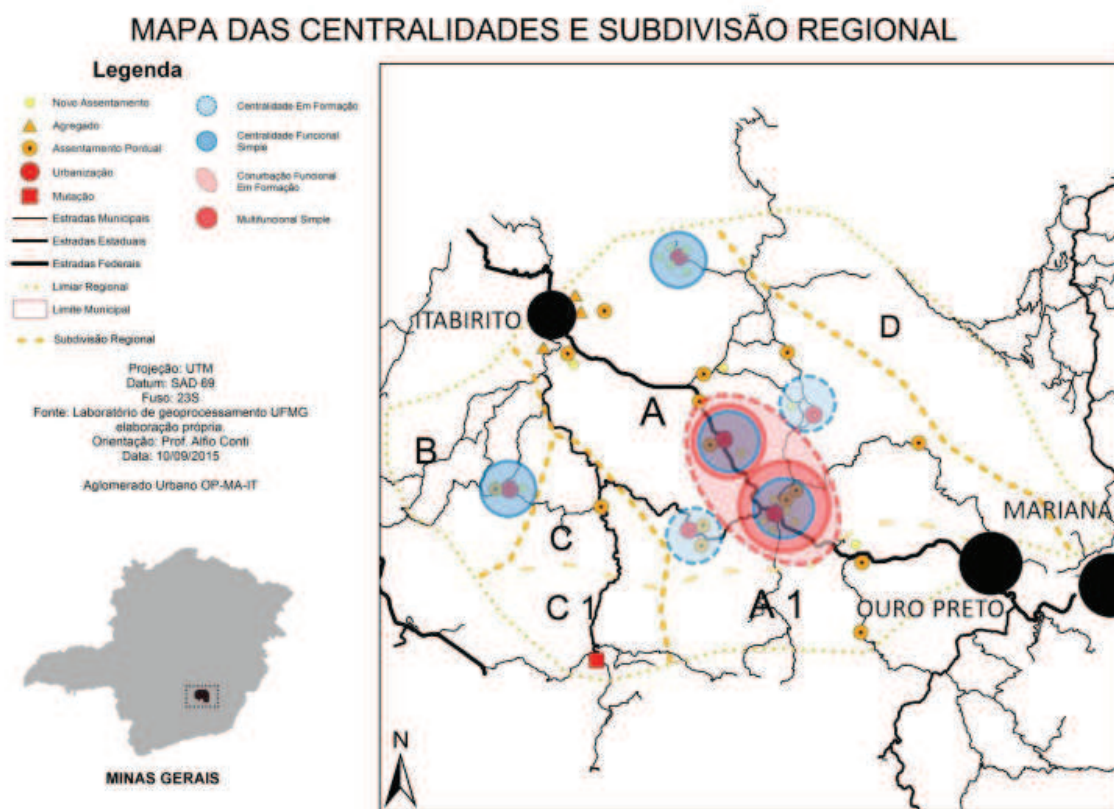 MAPA DAS CENTRALIDADES E SUBDIVISÃO REGIONAL
Legenda
Novo Assentamento
Agregado
Assentamento Pontual
Urbanização
Mutação
Estradas Municipais
Estradas Estaduais
Estradas Federais
Limiar Regional
Limite Municipal
Subdivisão Regional
Centralidade Em Formação
Centralidade Funcional
Simple
Conurbação Funcional
Em Formação
Multifuncional Simple
Projeção: UTM
Datum: SAD 69
Fuso: 23S
Fonte: Laboratório de geoprocessamento UFMG
elaboração própria.
Orientação: Prof. Alfio Conti
Data: 10/09/2015
Aglomerado Urbano OP-MA-IT
MINAS GERAIS
ITABIRITO
D
A
B
MARIANA
C
C 1
A 1
OURO PRETO
N